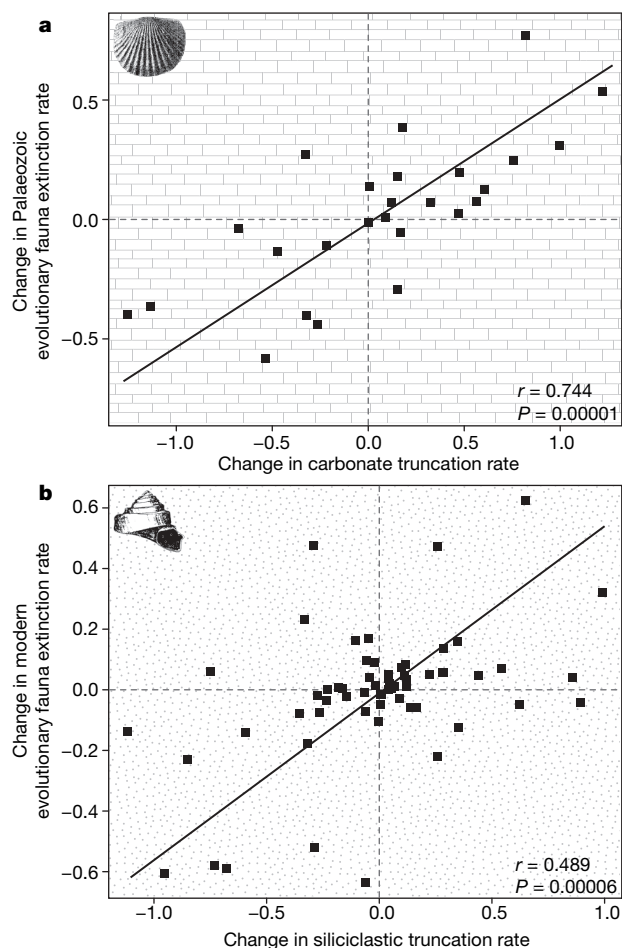 a
Change in Palaeozoic
evolutionary fauna extinction rate
0.5
0.0
−0.5
r = 0.744
P = 0.00001
−1.0 −0.5 0.0 0.5 1.0
Change in carbonate truncation rate
b
Change in modern
evolutionary fauna extinction rate
0.6
0.4
0.2
0.0
−0.2
−0.4
−0.6
r = 0.489
P = 0.00006
−1.0 −0.5 0.0 0.5 1.0
Change in siliciclastic truncation rate